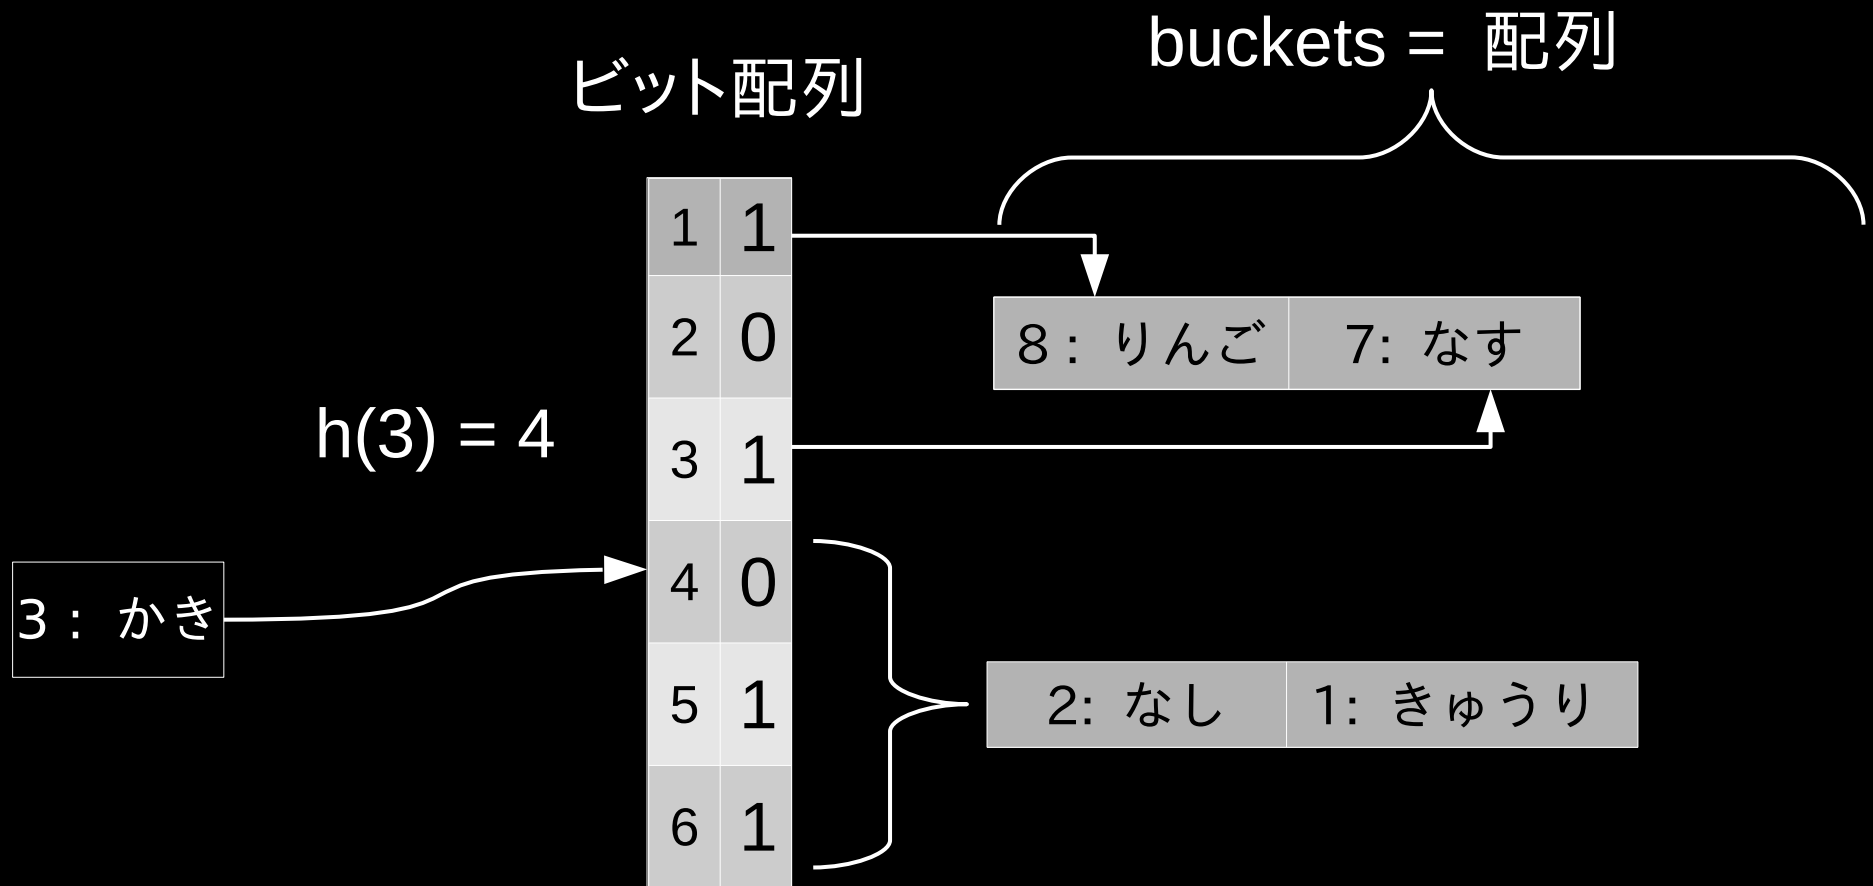 buckets = 配列
ビット配列
1 1
2 0
8 : りんご 7: なす
h(3) = 4
3 1
3 : かき
4 0
5 1
2: なし 1: きゅうり
6 1